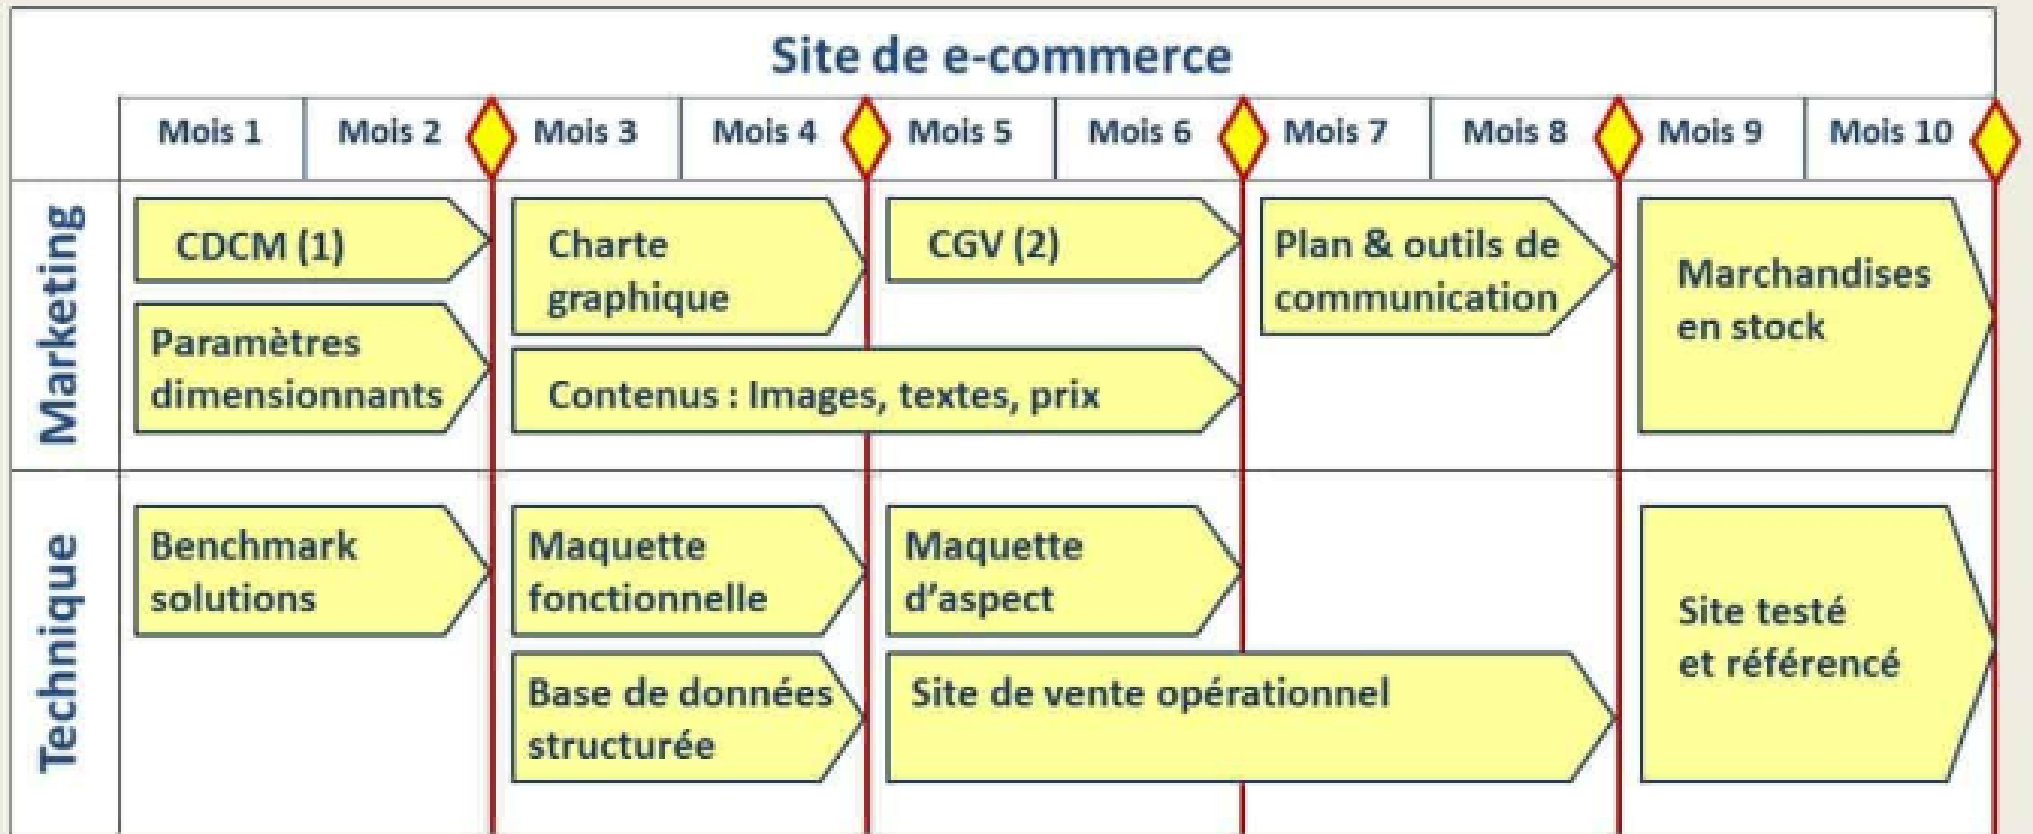 Site de e-commerce
Mois 1
Mois 2
Mois 3
Mois 4
Mois 5
Mois 6
Mois 7
Mois 8
Mois 9
Mois 10
Marketing
CDCM (1)
Paramètres
dimensionnants
Charte
graphique
Contenus : Images, textes, prix
CGV (2)
Plan & outils de
communication
Marchandises
en stock
Technique
Benchmark
solutions
Maquette
fonctionnelle
Base de données
structurée
Maquette
d’aspect
Site de vente opérationnel
Site testé
et référencé